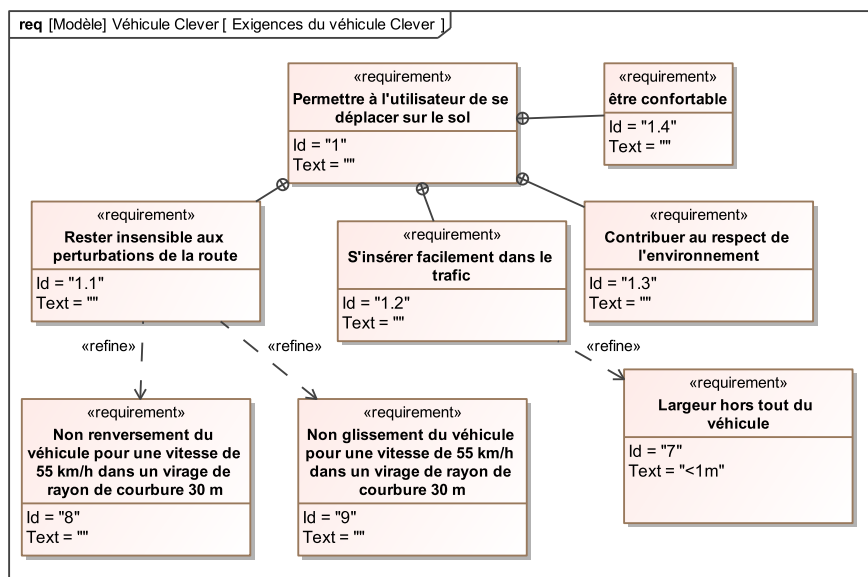 req [Modèle] Véhicule Clever [ Exigences du véhicule Clever ]
«requirement»
Permettre à l'utilisateur de se
déplacer sur le sol
Id = "1"
Text = ""
«requirement»
être confortable
Id = "1.4"
Text = ""
«requirement»
Rester insensible aux
perturbations de la route
Id = "1.1"
Text = ""
«requirement»
S'insérer facilement dans le
trafic
Id = "1.2"
Text = ""
«requirement»
Contribuer au respect de
l'environnement
Id = "1.3"
Text = ""
«refine»
«refine»
«refine»
«requirement»
Non renversement du
véhicule pour une vitesse de
55 km/h dans un virage de
rayon de courbure 30 m
Id = "8"
Text = ""
«requirement»
Non glissement du véhicule
pour une vitesse de 55 km/h
dans un virage de rayon de
courbure 30 m
Id = "9"
Text = ""
«requirement»
Largeur hors tout du
véhicule
Id = "7"
Text = "<1m"